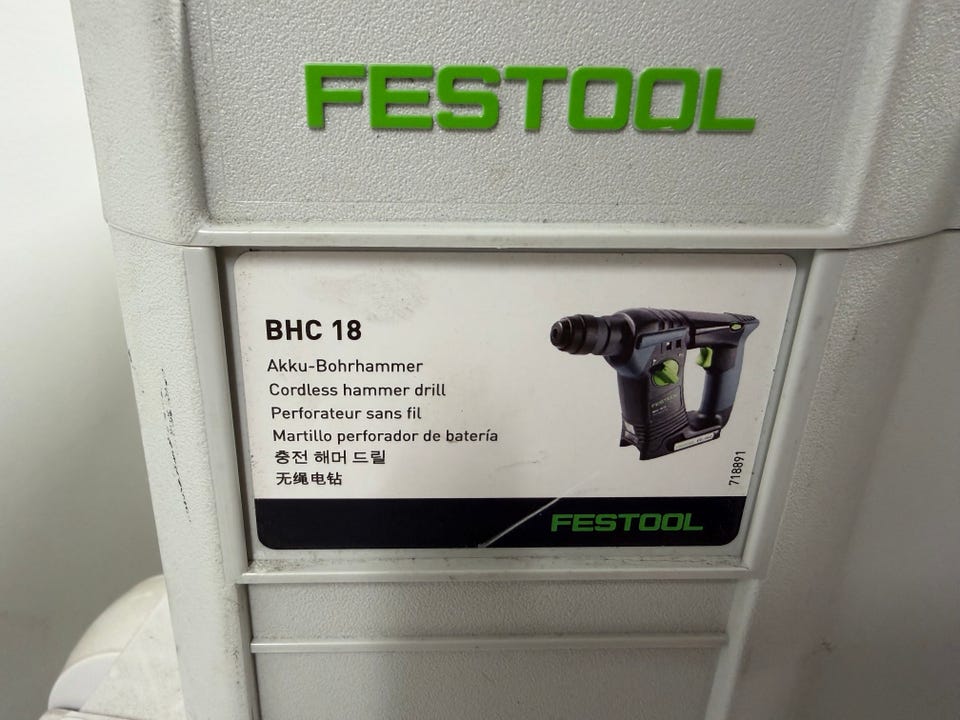 FESTOOL
BHC 18
Akku-Bohrhammer
Cordless hammer drill
Perforateur sans fil
Martillo perforador de batería
충전 해머 드릴
无绳电钻
FESTOOL
718891
FESTOOL